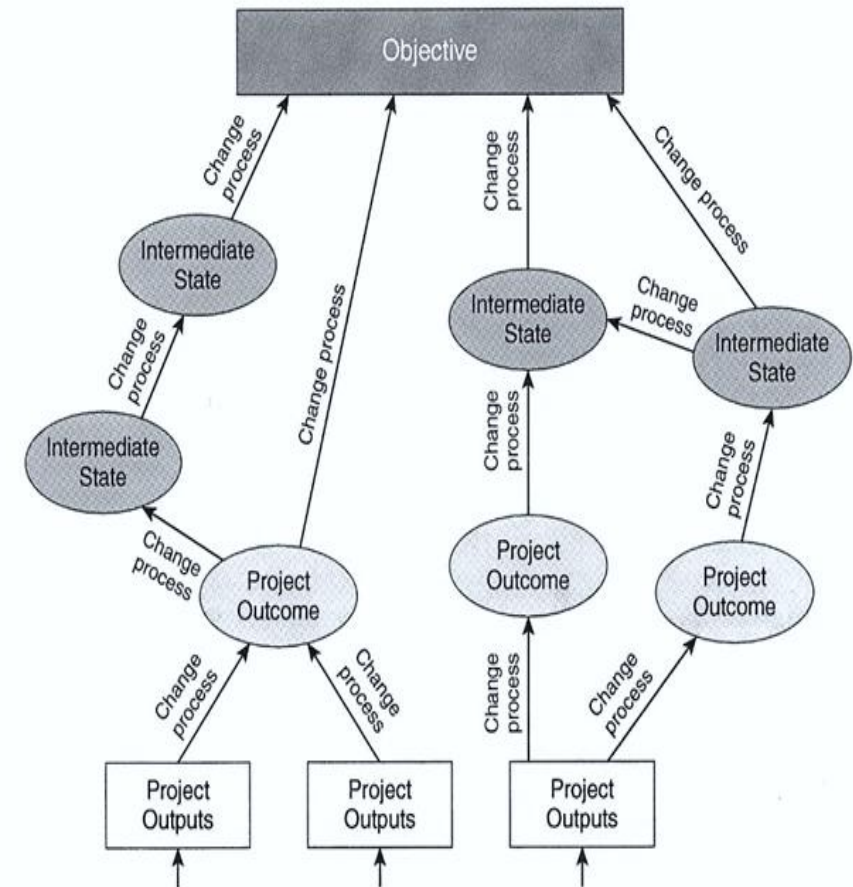 Objective
Change
process
Change
process
Change process
Intermediate
State
Change process
Intermediate
State
Change
process
Intermediate
State
Change
process
Change
process
Intermediate
State
Change
process
Change
process
Project
Outcome
Project
Outcome
Project
Outcome
Change
process
Change
process
Change
process
Change
process
Change
process
Project
Outputs
Project
Outputs
Project
Outputs